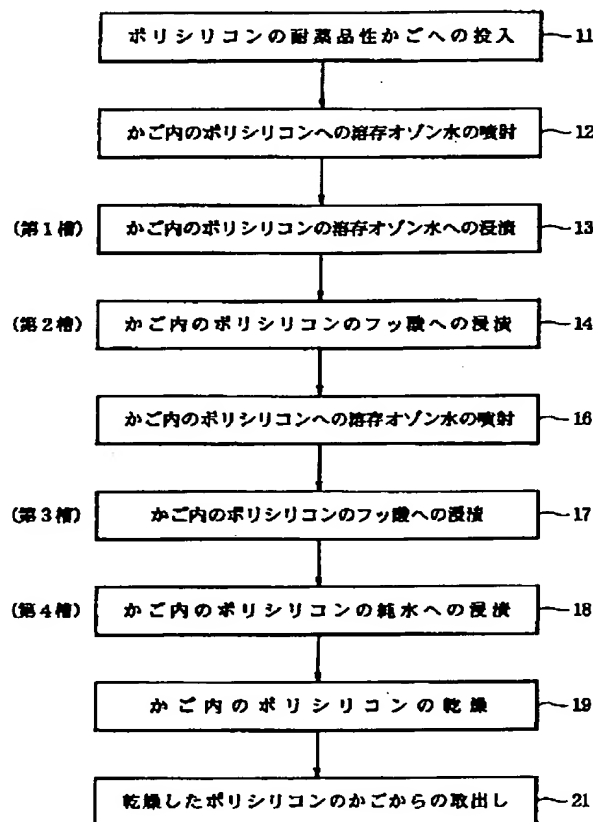 ポリシリコンの耐薬品性かごへの投入 11
かご内のポリシリコンへの溶存オゾン水の噴射 12
(第1槽) かご内のポリシリコンの溶存オゾン水への浸漬 13
(第2槽) かご内のポリシリコンのフッ酸への浸漬 14
かご内のポリシリコンへの溶存オゾン水の噴射 16
(第3槽) かご内のポリシリコンのフッ酸への浸漬 17
(第4槽) かご内のポリシリコンの純水への浸漬 18
かご内のポリシリコンの乾燥 19
乾燥したポリシリコンのかごからの取出し 21